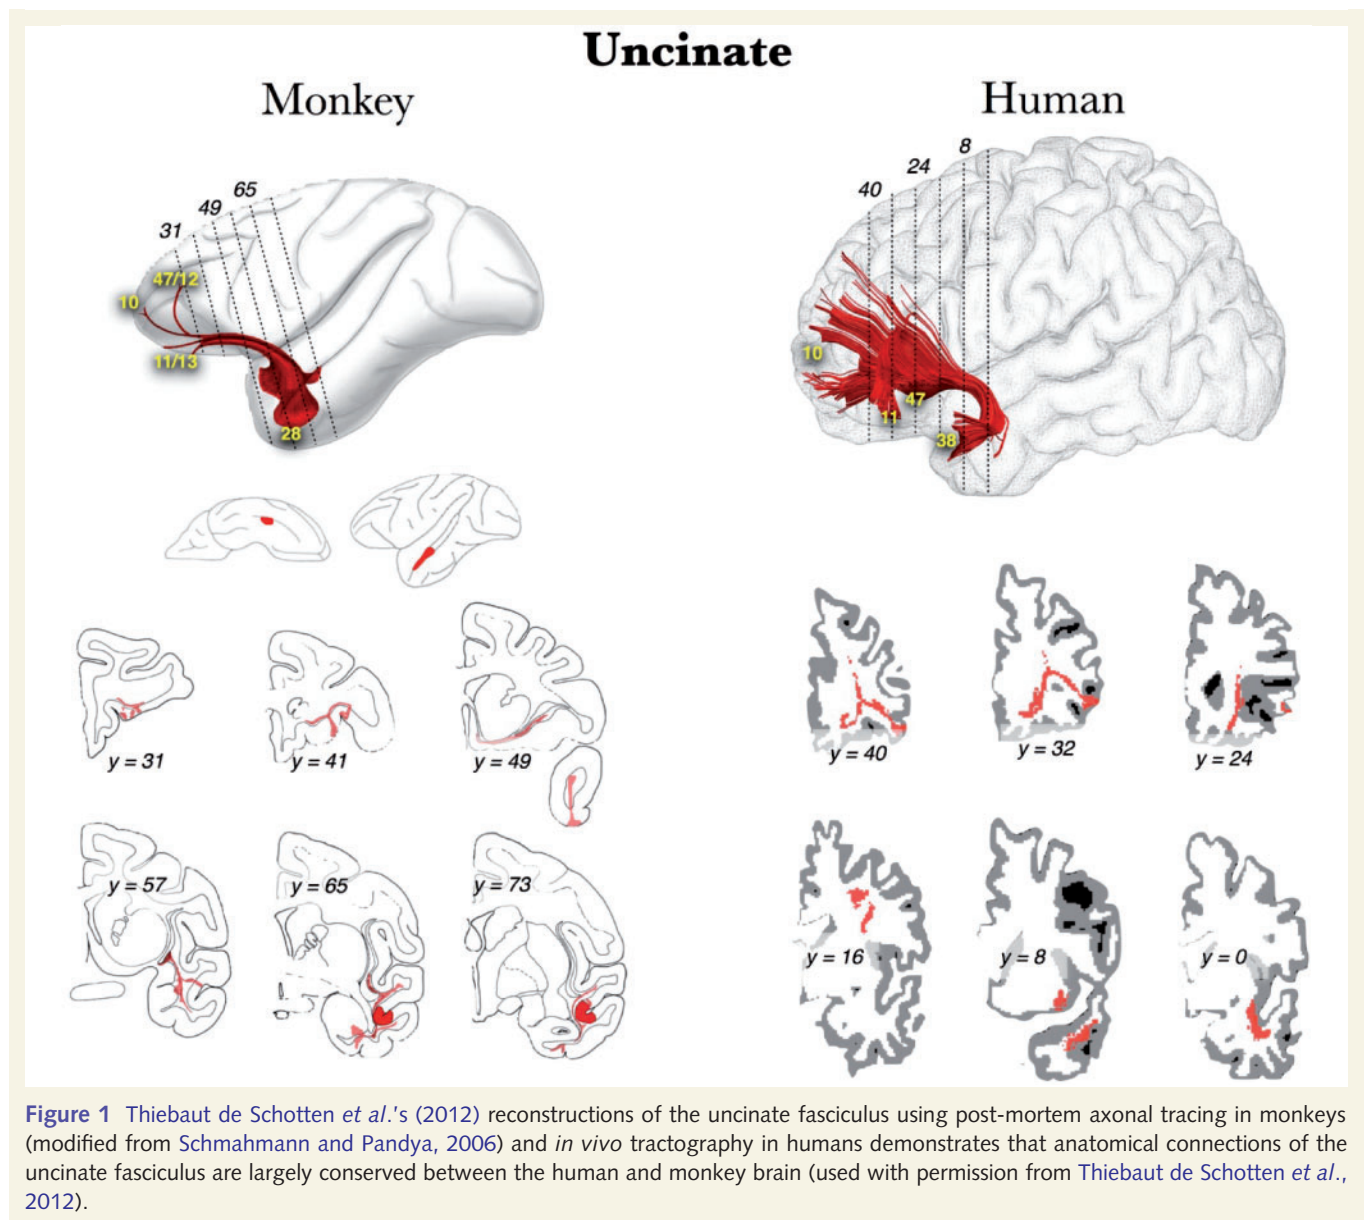 Uncinate
Monkey
Human
65
49
31
47/12
10
11/13
28
8
24
40
10
47
11
38
y = 31
y = 41
y = 49
y = 57
y = 65
y = 73
y = 40
y = 32
y = 24
y = 16
y = 8
y = 0
Figure 1 Thiebaut de Schotten et al.'s (2012) reconstructions of the uncinate fasciculus using post-mortem axonal tracing in monkeys
(modified from Schmahmann and Pandya, 2006) and in vivo tractography in humans demonstrates that anatomical connections of the
uncinate fasciculus are largely conserved between the human and monkey brain (used with permission from Thiebaut de Schotten et al.,
2012).